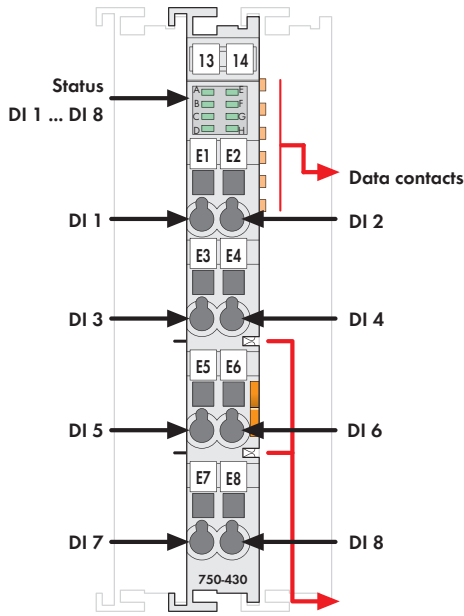 13 14
Status
DI 1 ... DI 8
A E
B F
C G
D H
Data contacts
E1 E2
DI 1 DI 2
E3 E4
DI 3 DI 4
E5 E6
DI 5 DI 6
E7 E8
DI 7 DI 8
750-430